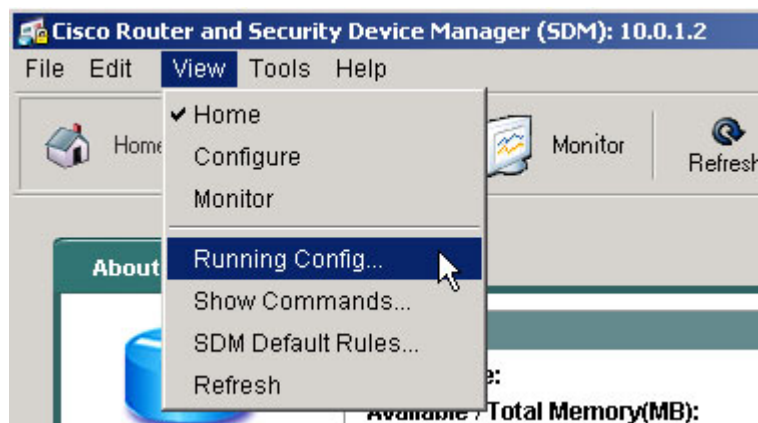 Cisco Router and Security Device Manager (SDM): 10.0.1.2
File Edit View Tools Help
Home
Configure
Monitor
Running Config...
Show Commands...
SDM Default Rules...
Refresh
Home
Monitor
Refresh
About
Available / Total Memory(MB):